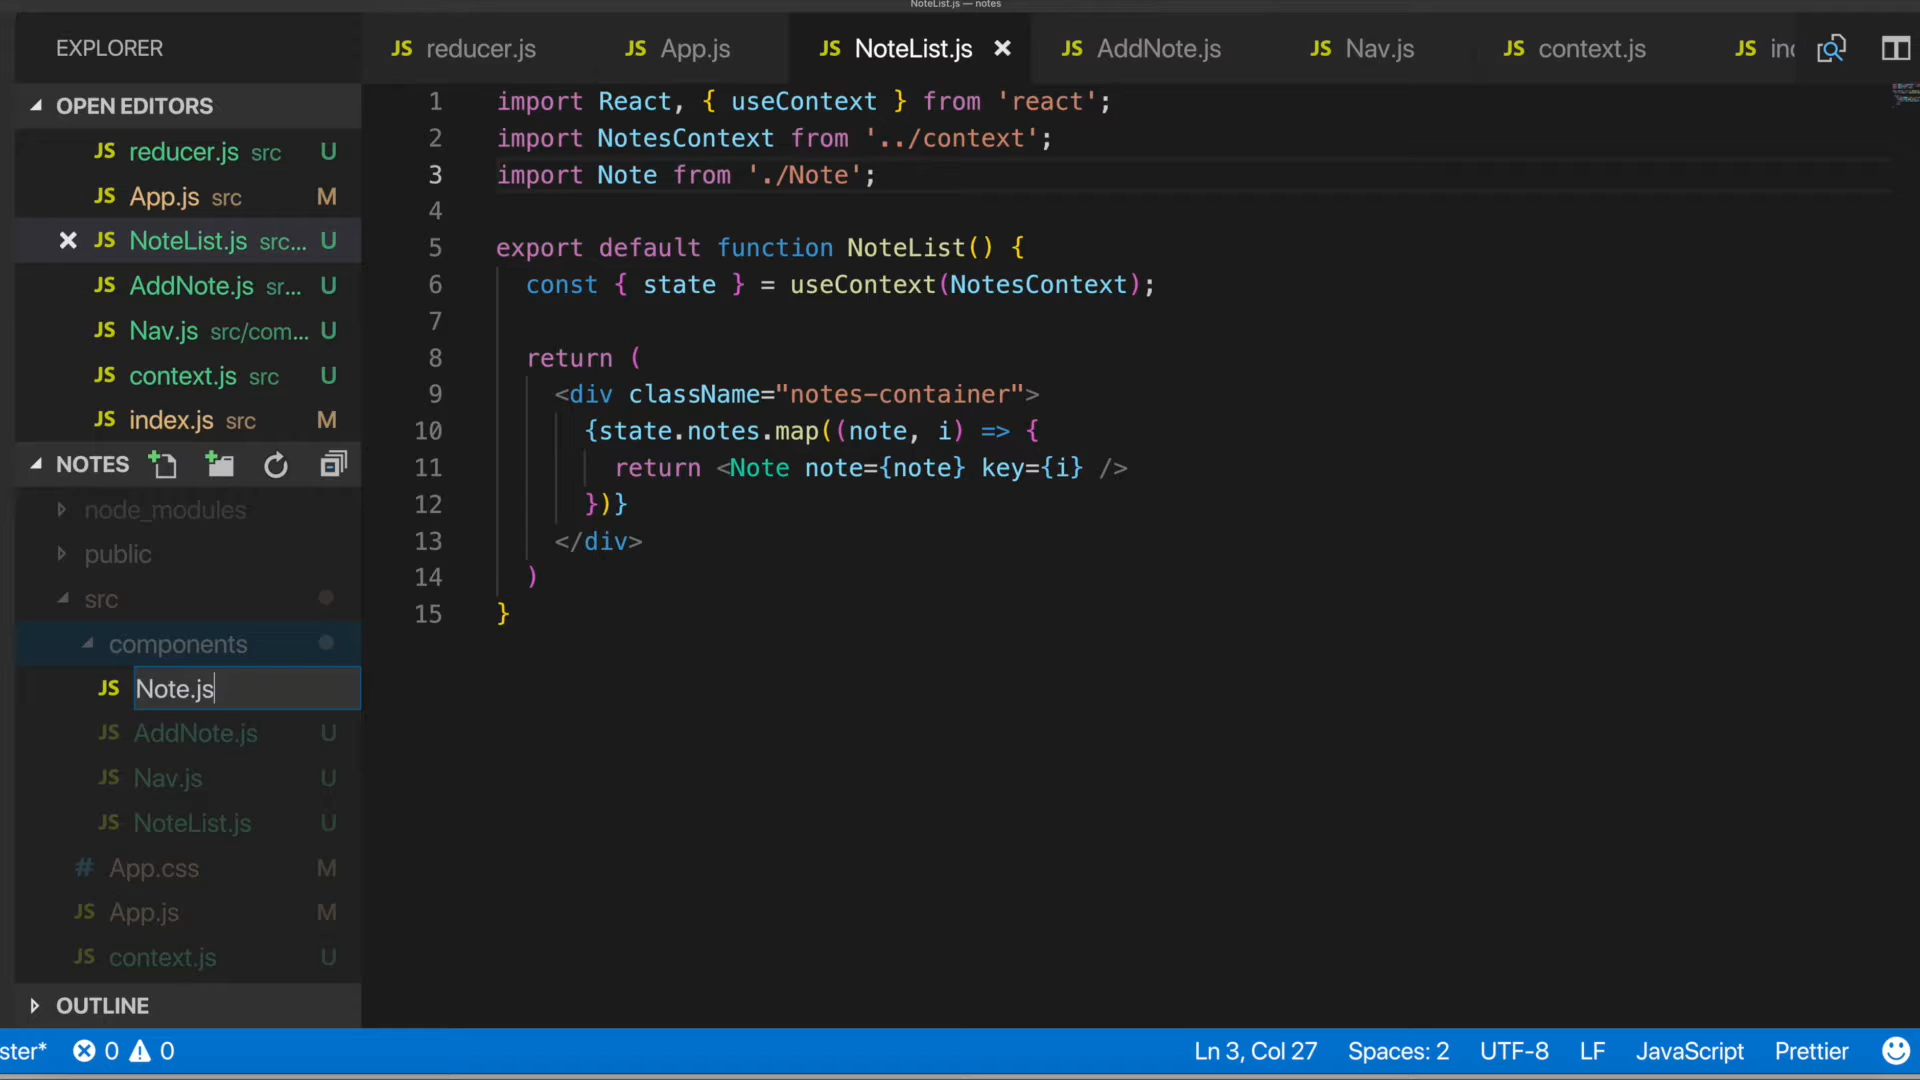 NoteList.js — notes
EXPLORER
JS reducer.js
JS App.js
JS NoteList.js
JS AddNote.js
JS Nav.js
JS context.js
JS
OPEN EDITORS
JS reducer.js src U
JS App.js src M
JS NoteList.js src... U
JS AddNote.js sr... U
JS Nav.js src/com... U
JS context.js src U
JS index.js src M
NOTES
node_modules
public
src
components
JS Note.js
JS AddNote.js U
JS Nav.js U
JS NoteList.js U
# App.css M
JS App.js M
JS context.js U
OUTLINE
1 import React, { useContext } from 'react';
2 import NotesContext from '../context';
3 import Note from './Note';
4
5 export default function NoteList() {
6 const { state } = useContext(NotesContext);
7
8 return (
9 <div className="notes-container">
10 {state.notes.map((note, i) => {
11 return <Note note={note} key={i} />
12 })}
13 </div>
14 )
15 }
ster* 0 0 Ln 3, Col 27 Spaces: 2 UTF-8 LF JavaScript Prettier